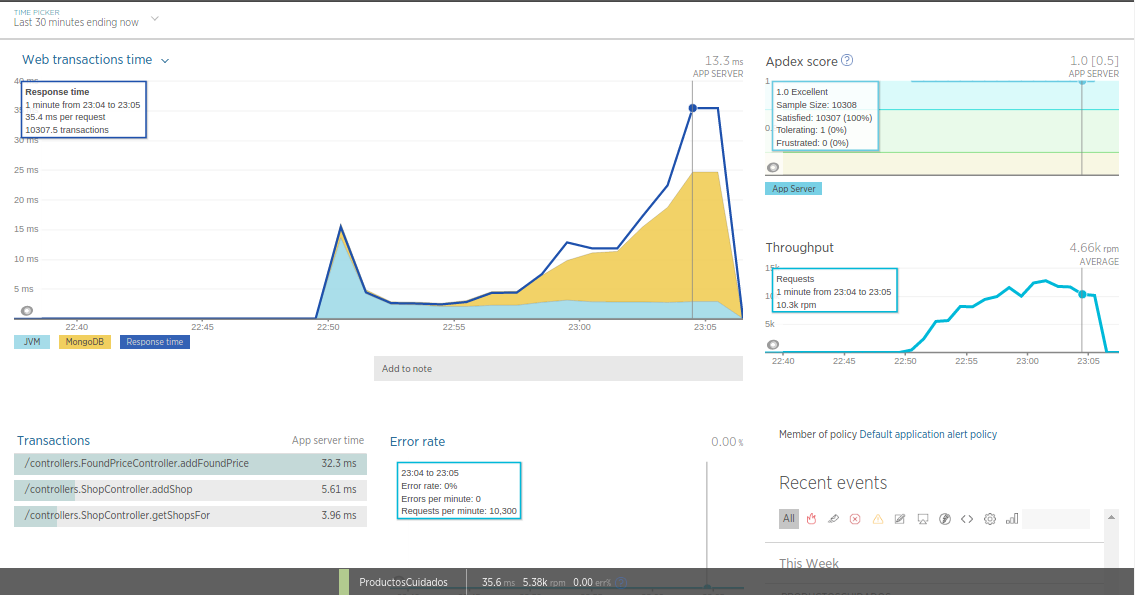 TIME PICKER
Last 30 minutes ending now
Web transactions time
13.3 ms
APP SERVER
40 ms
Response time
1 minute from 23:04 to 23:05
35.4 ms per request
10307.5 transactions
30 ms
25 ms
20 ms
15 ms
10 ms
5 ms
22:40 22:45 22:50 22:55 23:00 23:05
JVM MongoDB Response time
Add to note
Apdex score ?
1.0 [0.5]
APP SERVER
1
1.0 Excellent
Sample Size: 10308
Satisfied: 10307 (100%)
Tolerating: 1 (0%)
Frustrated: 0 (0%)
App Server
Throughput
4.66k rpm
AVERAGE
15k
Requests
1 minute from 23:04 to 23:05
10.3k rpm
5k
22:40 22:45 22:50 22:55 23:00 23:05
Transactions
App server time
/controllers.FoundPriceController.addFoundPrice 32.3 ms
/controllers.ShopController.addShop 5.61 ms
/controllers.ShopController.getShopsFor 3.96 ms
Error rate
0.00 %
23:04 to 23:05
Error rate: 0%
Errors per minute: 0
Requests per minute: 10,300
Member of policy Default application alert policy
Recent events
All
This Week
ProductosCuidados 35.6 ms 5.38k rpm 0.00 err%